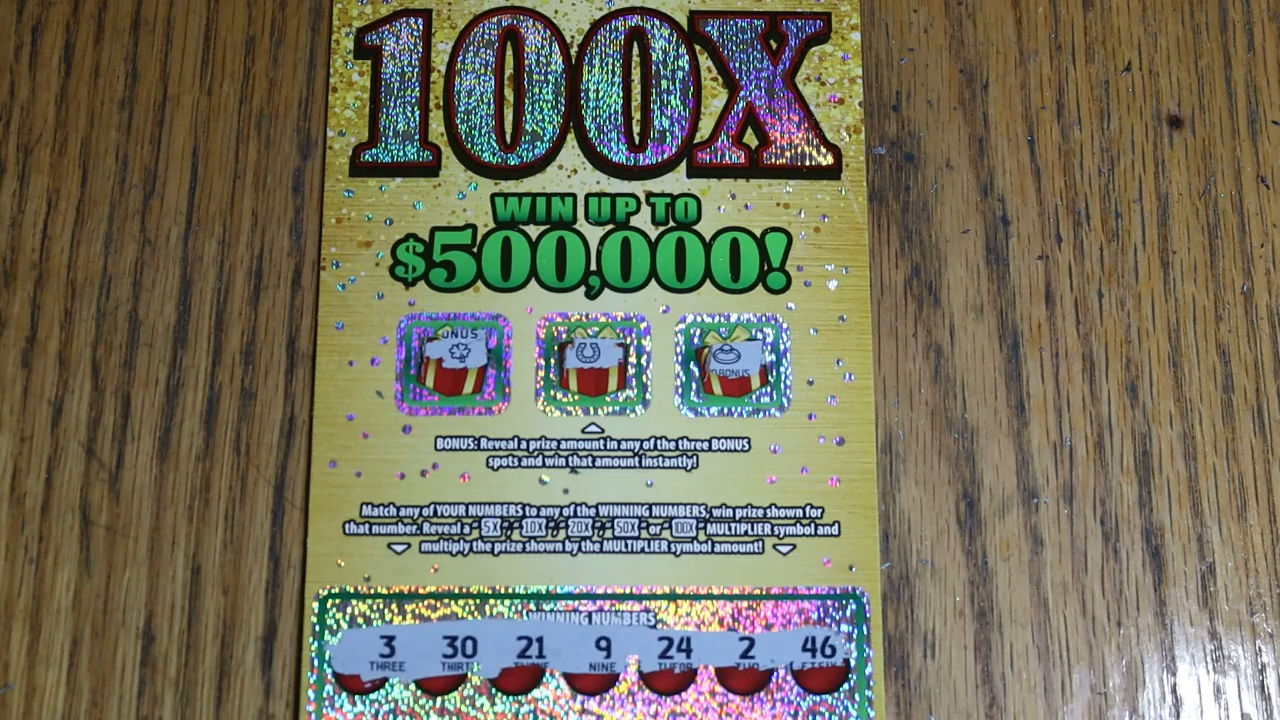 100X
WIN UP TO
$500,000!
BONUS
BONUS
BONUS: Reveal a prize amount in any of the three BONUS
spots and win that amount instantly!
Match any of YOUR NUMBERS to any of the WINNING NUMBERS, win prize shown for
that number. Reveal a "5X", "10X", "20X", "50X" or "100X" MULTIPLIER symbol and
multiply the prize shown by the MULTIPLIER symbol amount!
WINNING NUMBERS
3 30 21 9 24 2 46
THREE THIRT NINE